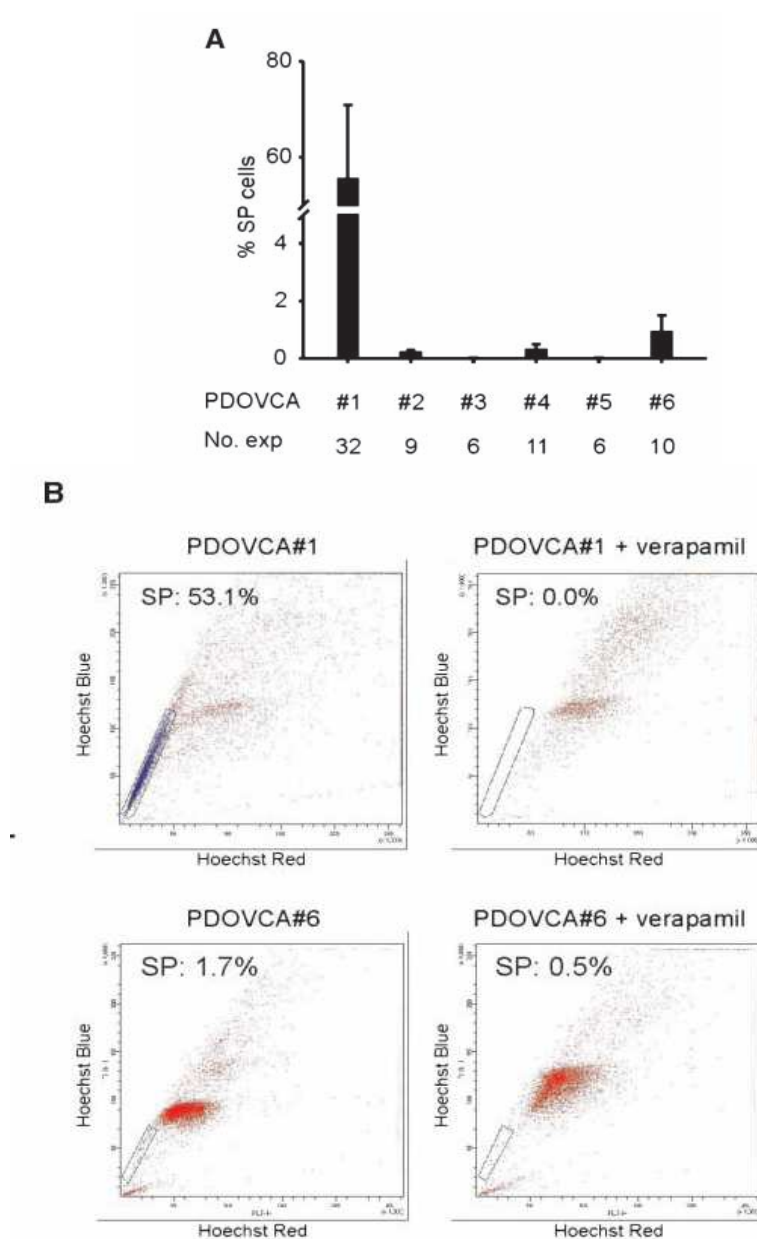 A
80
60
4
2
0
% SP cells
PDOVCA #1 #2 #3 #4 #5 #6
No. exp 32 9 6 11 6 10
B
PDOVCA#1
SP: 53.1%
Hoechst Blue
Hoechst Red
PDOVCA#1 + verapamil
SP: 0.0%
Hoechst Blue
Hoechst Red
PDOVCA#6
SP: 1.7%
Hoechst Blue
Hoechst Red
PDOVCA#6 + verapamil
SP: 0.5%
Hoechst Blue
Hoechst Red